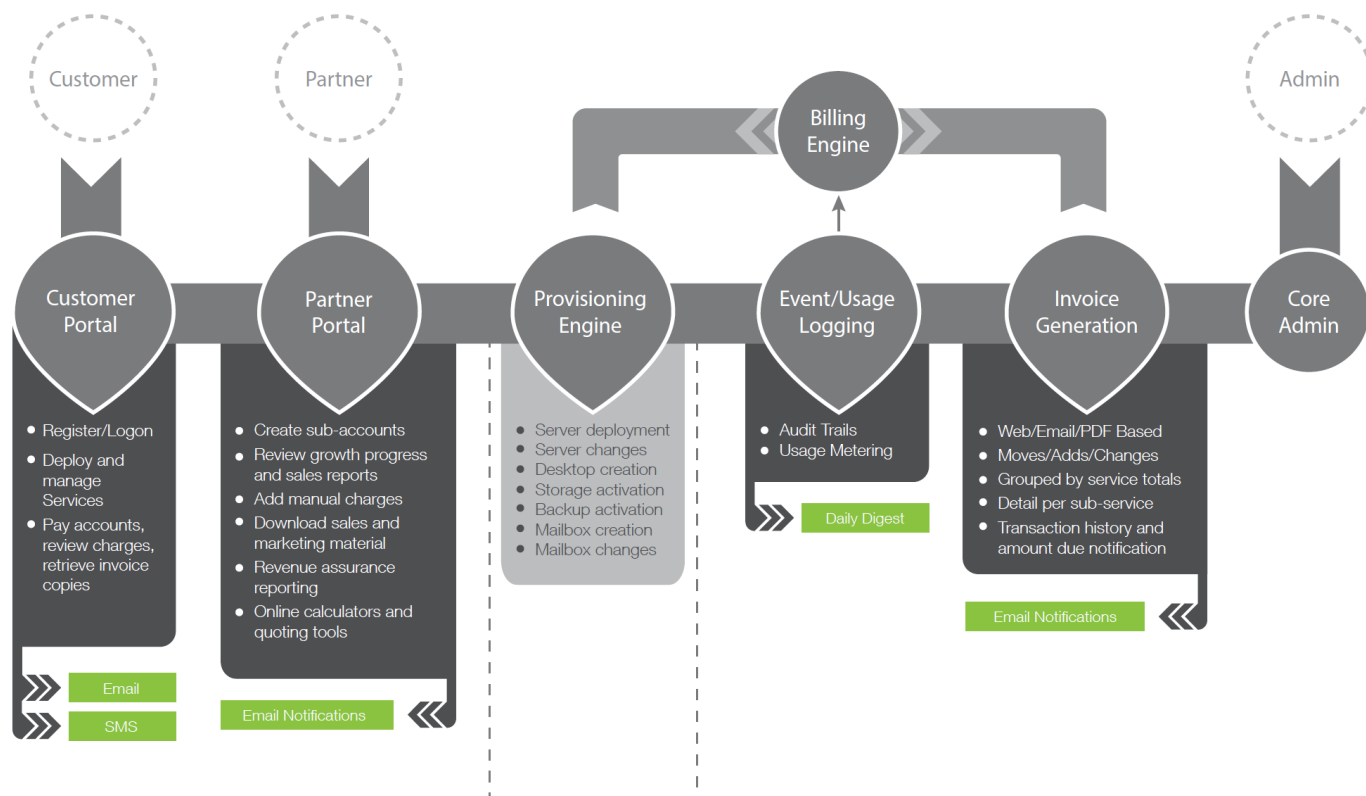 Customer
Partner
Admin
Billing
Engine
Customer
Portal
Partner
Portal
Provisioning
Engine
Event/Usage
Logging
Invoice
Generation
Core
Admin
Register/Logon
Deploy and
manage
Services
Pay accounts,
review charges,
retrieve invoice
copies
Email
SMS
Create sub-accounts
Review growth progress
and sales reports
Add manual charges
Download sales and
marketing material
Revenue assurance
reporting
Online calculators and
quoting tools
Email Notifications
Server deployment
Server changes
Desktop creation
Storage activation
Backup activation
Mailbox creation
Mailbox changes
Audit Trails
Usage Metering
Daily Digest
Web/Email/PDF Based
Moves/Adds/Changes
Grouped by service totals
Detail per sub-service
Transaction history and
amount due notification
Email Notifications